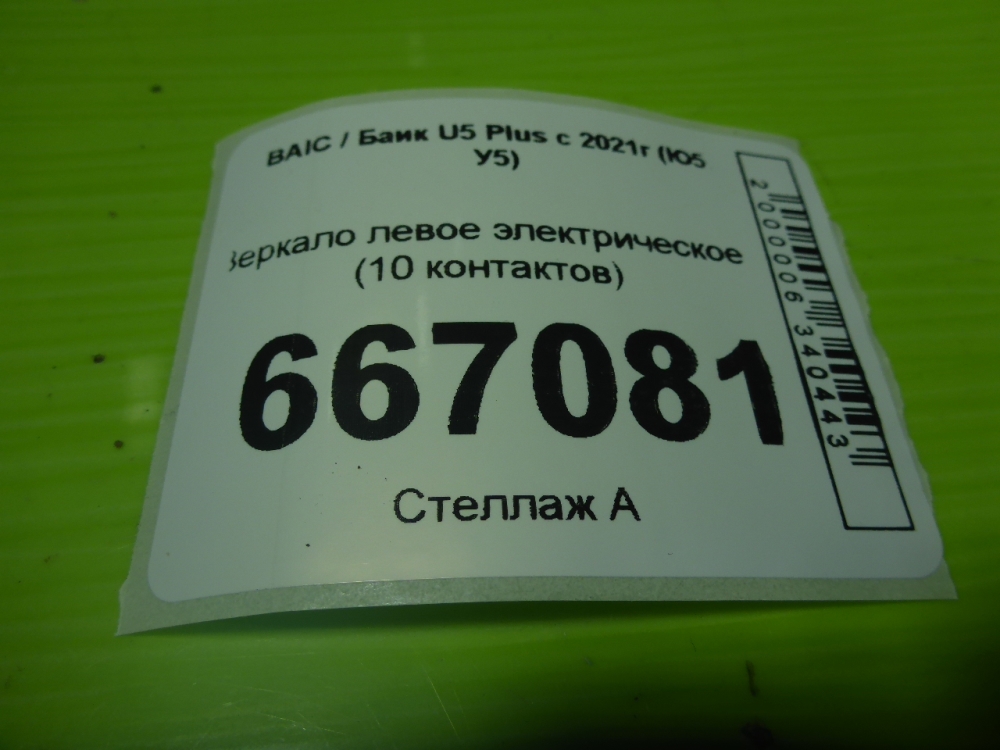 BAIC / Баик U5 Plus с 2021г (Ю5
У5)
Зеркало левое электрическое
(10 контактов)
667081
Стеллаж А
2000006340443